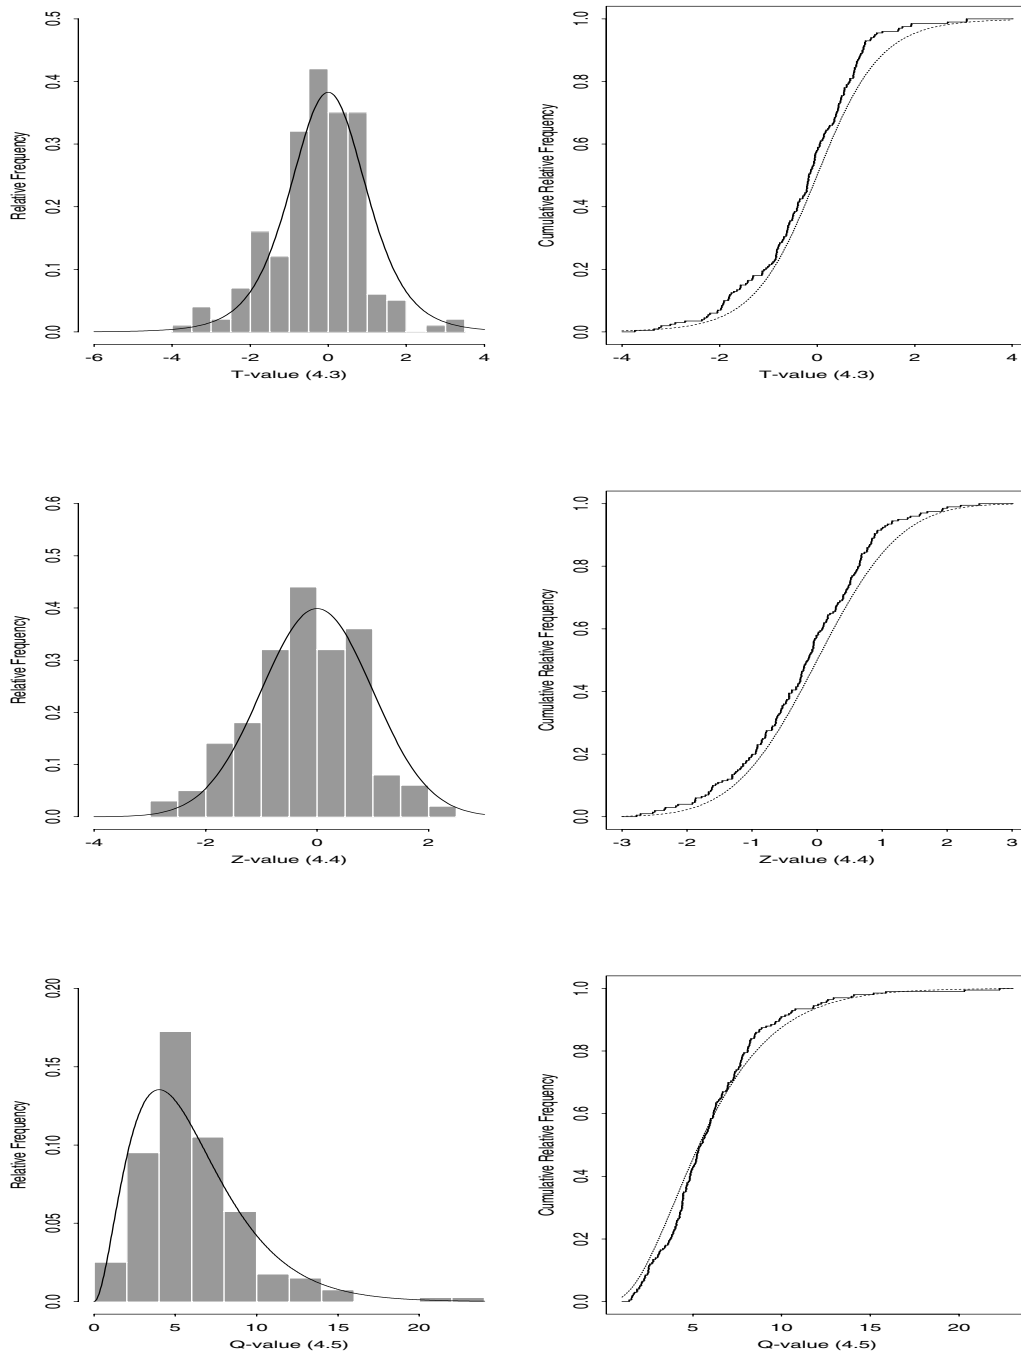 Relative Frequency
0.0 0.1 0.2 0.3 0.4 0.5
-6 -4 -2 0 2 4
T-value (4.3)
Cumulative Relative Frequency
0.0 0.2 0.4 0.6 0.8 1.0
-4 -2 0 2 4
T-value (4.3)
Relative Frequency
0.0 0.1 0.2 0.3 0.4 0.5 0.6
-4 -2 0 2
Z-value (4.4)
Cumulative Relative Frequency
0.0 0.2 0.4 0.6 0.8 1.0
-3 -2 -1 0 1 2 3
Z-value (4.4)
Relative Frequency
0.0 0.05 0.10 0.15 0.20
0 5 10 15 20
Q-value (4.5)
Cumulative Relative Frequency
0.0 0.2 0.4 0.6 0.8 1.0
5 10 15 20
Q-value (4.5)